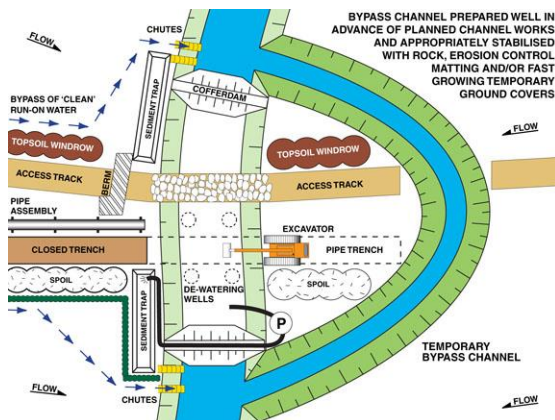 FLOW
CHUTES
BYPASS CHANNEL PREPARED WELL IN
ADVANCE OF PLANNED CHANNEL WORKS
AND APPROPRIATELY STABILISED
WITH ROCK, EROSION CONTROL
MATTING AND/OR FAST
GROWING TEMPORARY
GROUND COVERS
SEDIMENT TRAP
COFFERDAM
BYPASS OF 'CLEAN'
RUN-ON WATER
FLOW
TOPSOIL WINDROW
TOPSOIL WINDROW
ACCESS TRACK
BERM
ACCESS TRACK
PIPE
ASSEMBLY
EXCAVATOR
CLOSED TRENCH
PIPE TRENCH
SPOIL
SEDIMENT TRAP
DE-WATERING
WELLS
SPOIL
P
TEMPORARY
BYPASS CHANNEL
FLOW
CHUTES
FLOW